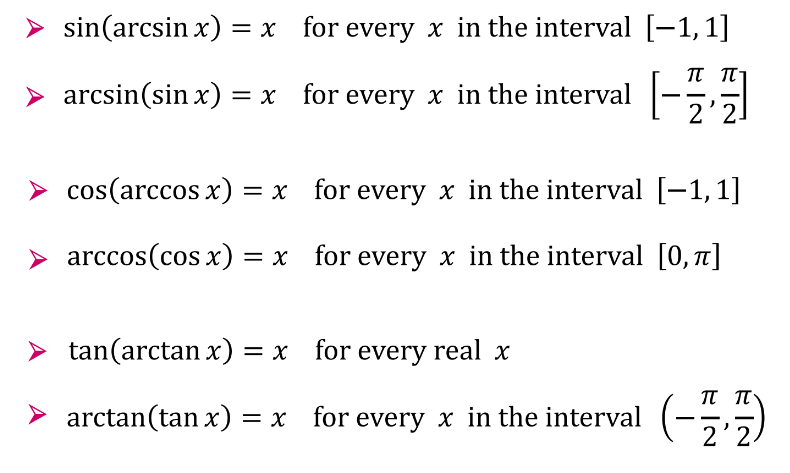 ➢ sin(arcsin x) = x for every x in the interval [−1, 1]
➢ arcsin(sin x) = x for every x in the interval [−π/2, π/2]
➢ cos(arccos x) = x for every x in the interval [−1, 1]
➢ arccos(cos x) = x for every x in the interval [0, π]
➢ tan(arctan x) = x for every real x
➢ arctan(tan x) = x for every x in the interval (−π/2, π/2)